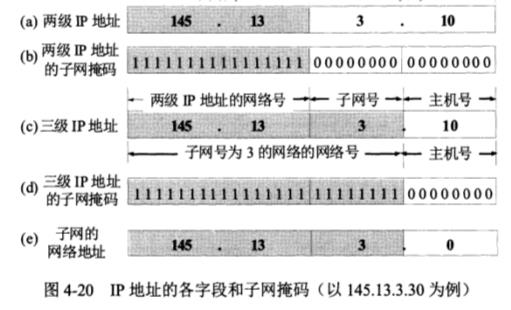 (a) 两级 IP 地址 145 . 13 3 . 10
(b) 两级 IP 地址
的子网掩码 1111111111111111 00000000 00000000
两级 IP 地址的网络号 子网号 主机号
(c) 三级 IP 地址 145 . 13 . 3 . 10
子网号为 3 的网络的网络号 主机号
(d) 三级 IP 地址
的子网掩码 1111111111111111 11111111 00000000
(e) 子网的
网络地址 145 . 13 . 3 . 0
图 4-20 IP 地址的各字段和子网掩码（以 145.13.3.30 为例）